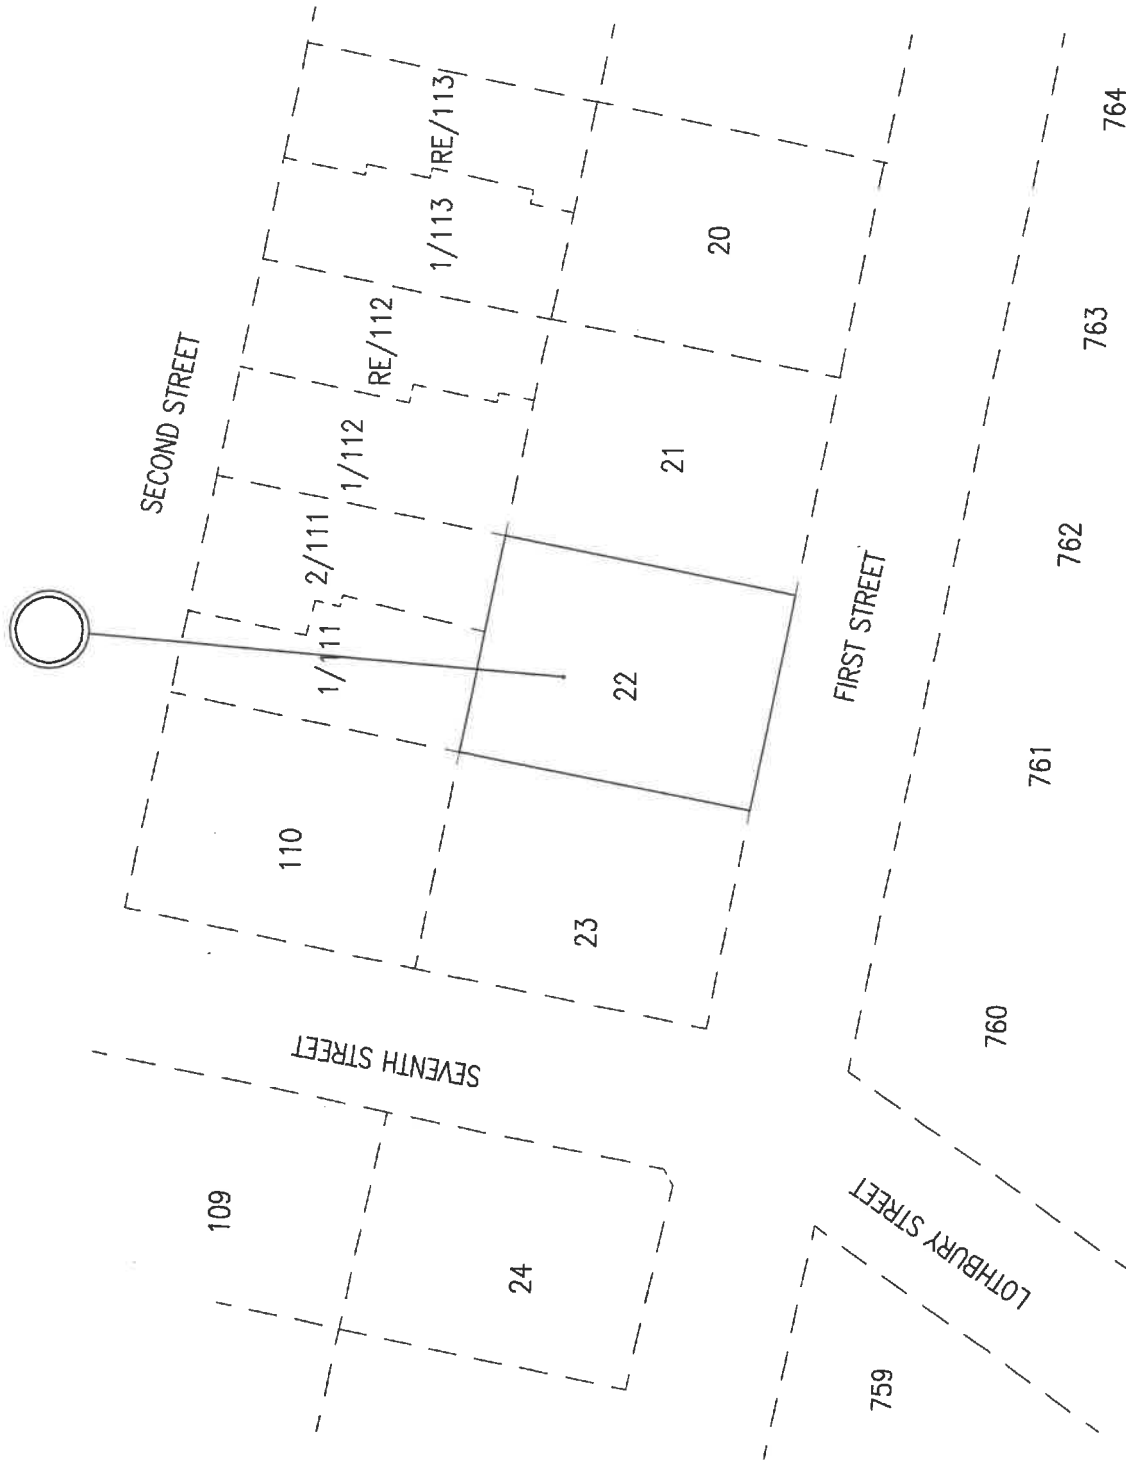 SECOND STREET
RE/113
1/113
RE/112
1/112
2/111
1/111
110
20
21
22
23
FIRST STREET
SEVENTH STREET
109
24
LOTHBURY STREET
759
760
761
762
763
764